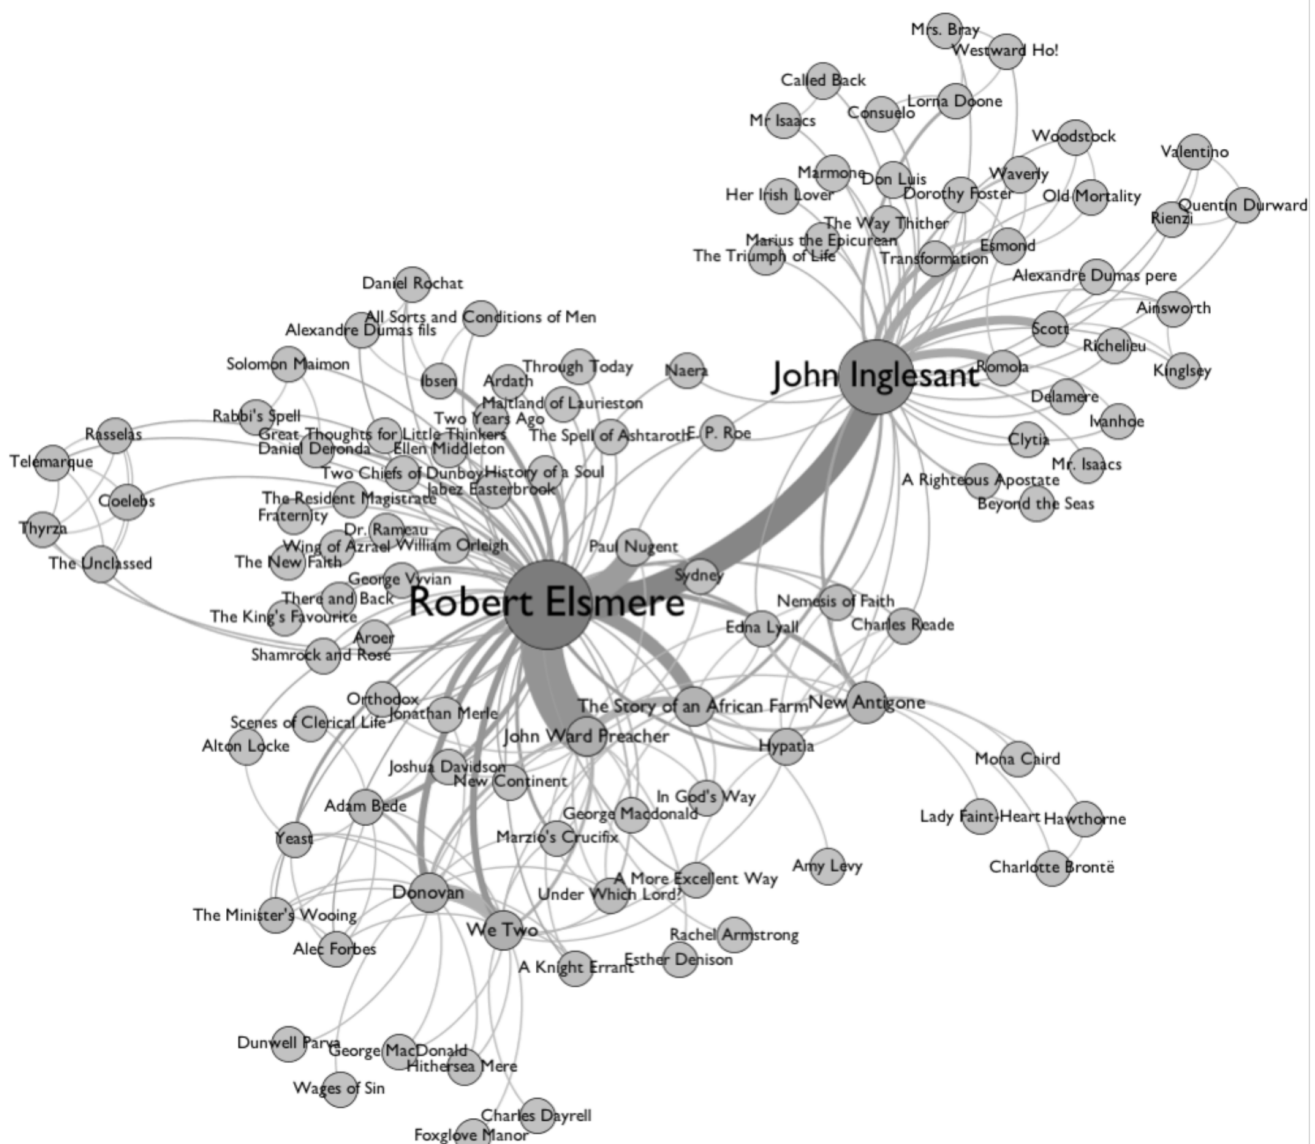 Mrs. Bray
Westward Ho!
Called Back
Lorna Doone
Consuelo
Mr Isaacs
Woodstock
Valentino
Marmone
Waverly
Don Luis
Dorothy Foster
Her Irish Lover
Old Mortality
Quentin Durward
Rienzi
The Way Thither
Marius the Epicurean
Esmond
The Triumph of Life
Transformation
Alexandre Dumas pere
Daniel Rochat
Ainsworth
All Sorts and Conditions of Men
Alexandre Dumas fils
Scott
Richelieu
Solomon Maimon
Through Today
Romola
Naera
Kinglsey
John Inglesant
Ibsen
Ardath
Delamere
Maitland of Laurieston
Rabbi's Spell
Two Years Ago
Ivanhoe
Rasselas
Great Thoughts for Little Thinkers
The Spell of Ashtaroth
E. P. Roe
Clytia
Daniel Deronda
Ellen Middleton
Telemarque
Mr. Isaacs
Two Chiefs of Dunboy
History of a Soul
A Righteous Apostate
Jabez Easterbrook
Coelebs
The Resident Magistrate
Beyond the Seas
Fraternity
Thyrza
Dr. Rameau
Wing of Azrael
William Orleigh
Paul Nugent
The Unclassed
The New Faith
Sydney
George Vyvian
There and Back
Robert Elsmere
Nemesis of Faith
The King's Favourite
Edna Lyall
Charles Reade
Aroer
Shamrock and Rose
Orthodox
The Story of an African Farm
New Antigone
Jonathan Merle
Scenes of Clerical Life
John Ward Preacher
Alton Locke
Hypatia
Mona Caird
Joshua Davidson
New Continent
In God's Way
Adam Bede
George Macdonald
Lady Faint-Heart
Hawthorne
Yeast
Marzio's Crucifix
Amy Levy
Charlotte Brontë
A More Excellent Way
Donovan
Under Which Lord?
The Minister's Wooing
We Two
Rachel Armstrong
Alec Forbes
Esther Denison
A Knight Errant
Dunwell Parva
George MacDonald
Hithersea Mere
Wages of Sin
Charles Dayrell
Foxglove Manor